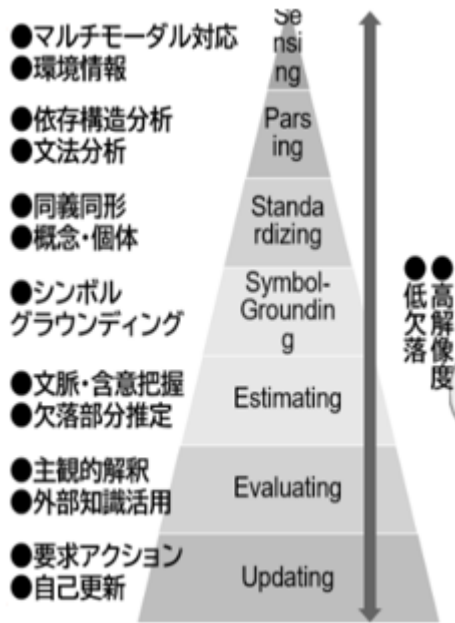 ●マルチモーダル対応
●環境情報
Se
nsi
ng
●依存構造分析
●文法分析
Pars
ing
●同義同形
●概念・個体
Standa
rdizing
●シンボル
グラウンディング
Symbol-
Groundin
g
●文脈・含意把握
●欠落部分推定
Estimating
●主観的解釈
●外部知識活用
Evaluating
●要求アクション
●自己更新
Updating
●高解像度
●低欠落